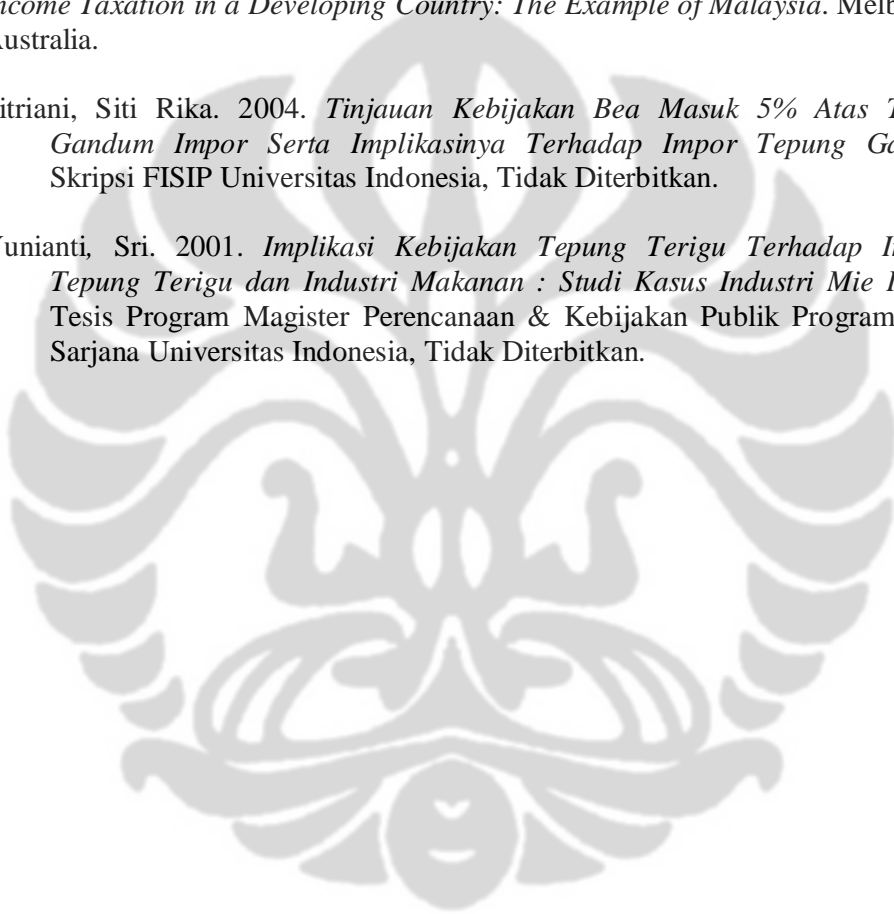 ncome Taxation in a Developing Country: The Example of Malaysia. Melb
Australia.
itriani, Siti Rika. 2004. Tinjauan Kebijakan Bea Masuk 5% Atas T
Gandum Impor Serta Implikasinya Terhadap Impor Tepung Ga
Skripsi FISIP Universitas Indonesia, Tidak Diterbitkan.
Yunianti, Sri. 2001. Implikasi Kebijakan Tepung Terigu Terhadap I
Tepung Terigu dan Industri Makanan : Studi Kasus Industri Mie I
Tesis Program Magister Perencanaan & Kebijakan Publik Program
Sarjana Universitas Indonesia, Tidak Diterbitkan.